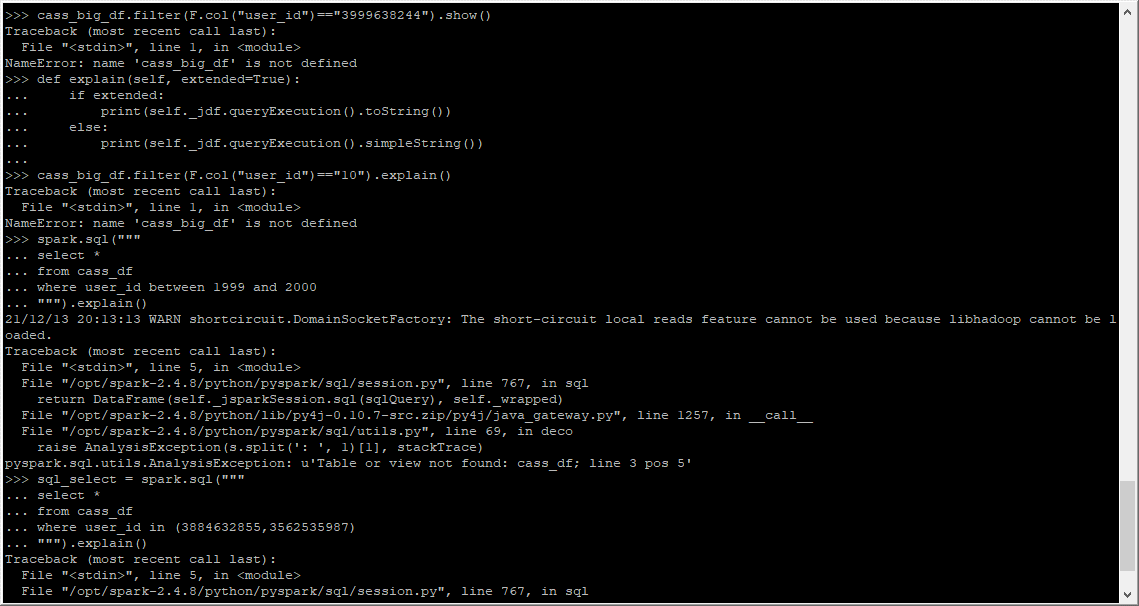 >>> cass_big_df.filter(F.col("user_id")=="3999638244").show()
Traceback (most recent call last):
  File "<stdin>", line 1, in <module>
NameError: name 'cass_big_df' is not defined
>>> def explain(self, extended=True):
...     if extended:
...         print(self._jdf.queryExecution().toString())
...     else:
...         print(self._jdf.queryExecution().simpleString())
...
>>> cass_big_df.filter(F.col("user_id")=="10").explain()
Traceback (most recent call last):
  File "<stdin>", line 1, in <module>
NameError: name 'cass_big_df' is not defined
>>> spark.sql("""
... select *
... from cass_df
... where user_id between 1999 and 2000
... """).explain()
21/12/13 20:13:13 WARN shortcircuit.DomainSocketFactory: The short-circuit local reads feature cannot be used because libhadoop cannot be l
oaded.
Traceback (most recent call last):
  File "<stdin>", line 5, in <module>
  File "/opt/spark-2.4.8/python/pyspark/sql/session.py", line 767, in sql
    return DataFrame(self._jsparkSession.sql(sqlQuery), self._wrapped)
  File "/opt/spark-2.4.8/python/lib/py4j-0.10.7-src.zip/py4j/java_gateway.py", line 1257, in __call__
  File "/opt/spark-2.4.8/python/pyspark/sql/utils.py", line 69, in deco
    raise AnalysisException(s.split(': ', 1)[1], stackTrace)
pyspark.sql.utils.AnalysisException: u'Table or view not found: cass_df; line 3 pos 5'
>>> sql_select = spark.sql("""
... select *
... from cass_df
... where user_id in (3884632855,3562535987)
... """).explain()
Traceback (most recent call last):
  File "<stdin>", line 5, in <module>
  File "/opt/spark-2.4.8/python/pyspark/sql/session.py", line 767, in sql